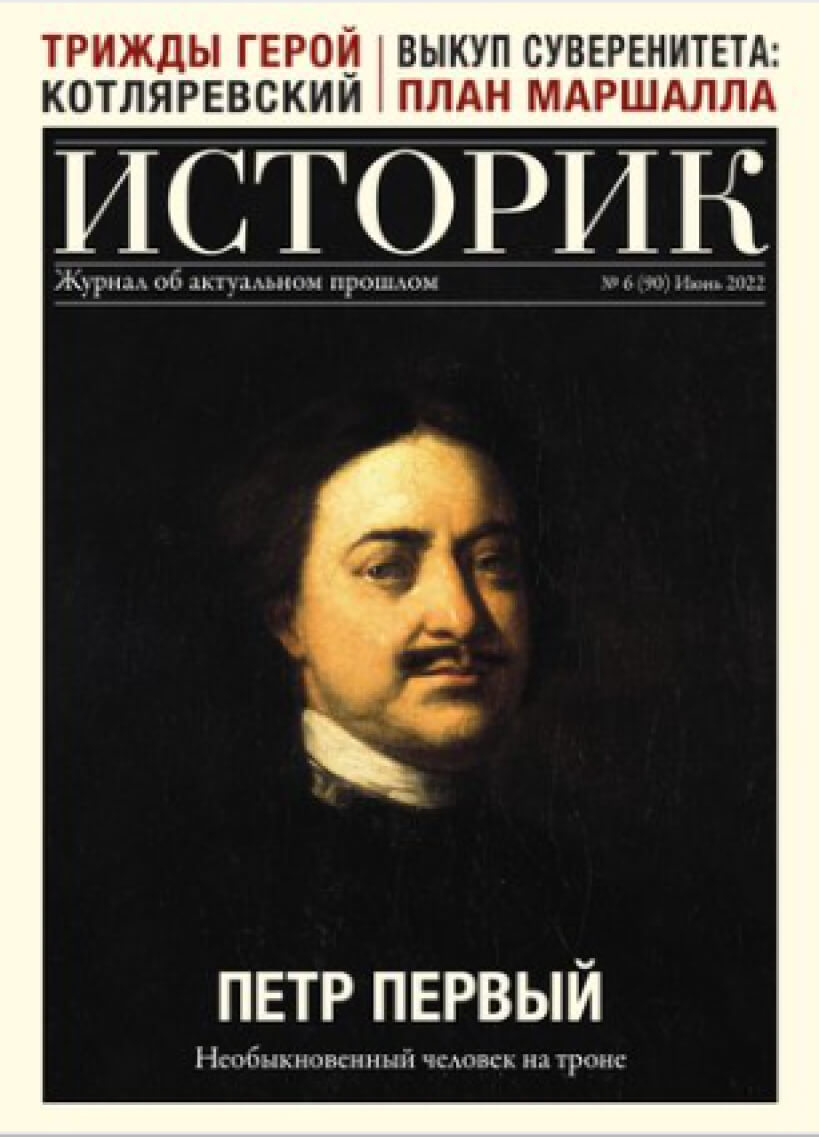 ТРИЖДЫ ГЕРОЙ
КОТЛЯРЕВСКИЙ
ВЫКУП СУВЕРЕНИТЕТА:
ПЛАН МАРШАЛЛА
ИСТОРИК
Журнал об актуальном прошлом
№ 6 (90) Июнь 2022
ПЕТР ПЕРВЫЙ
Необыкновенный человек на троне